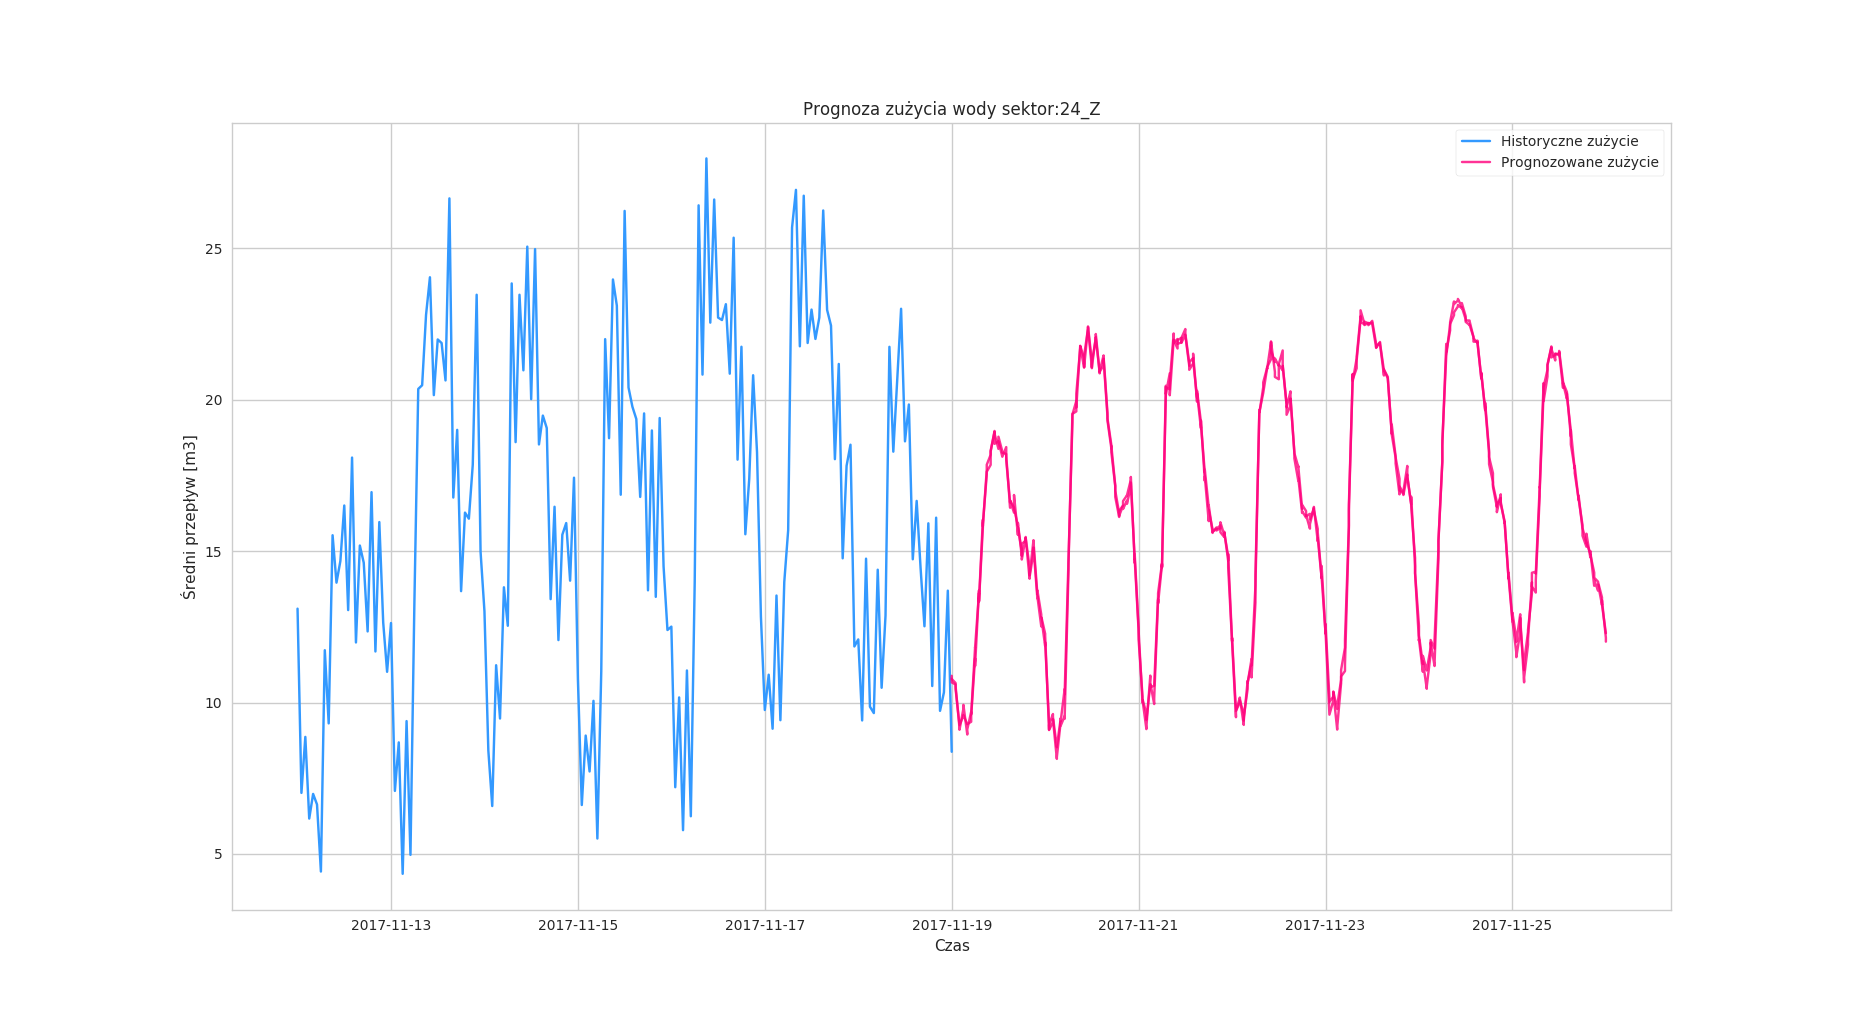 Prognoza zużycia wody sektor:24_Z
Historyczne zużycie
Prognozowane zużycie
Średni przepływ [m3]
25
20
15
10
5
2017-11-13
2017-11-15
2017-11-17
2017-11-19
2017-11-21
2017-11-23
2017-11-25
Czas